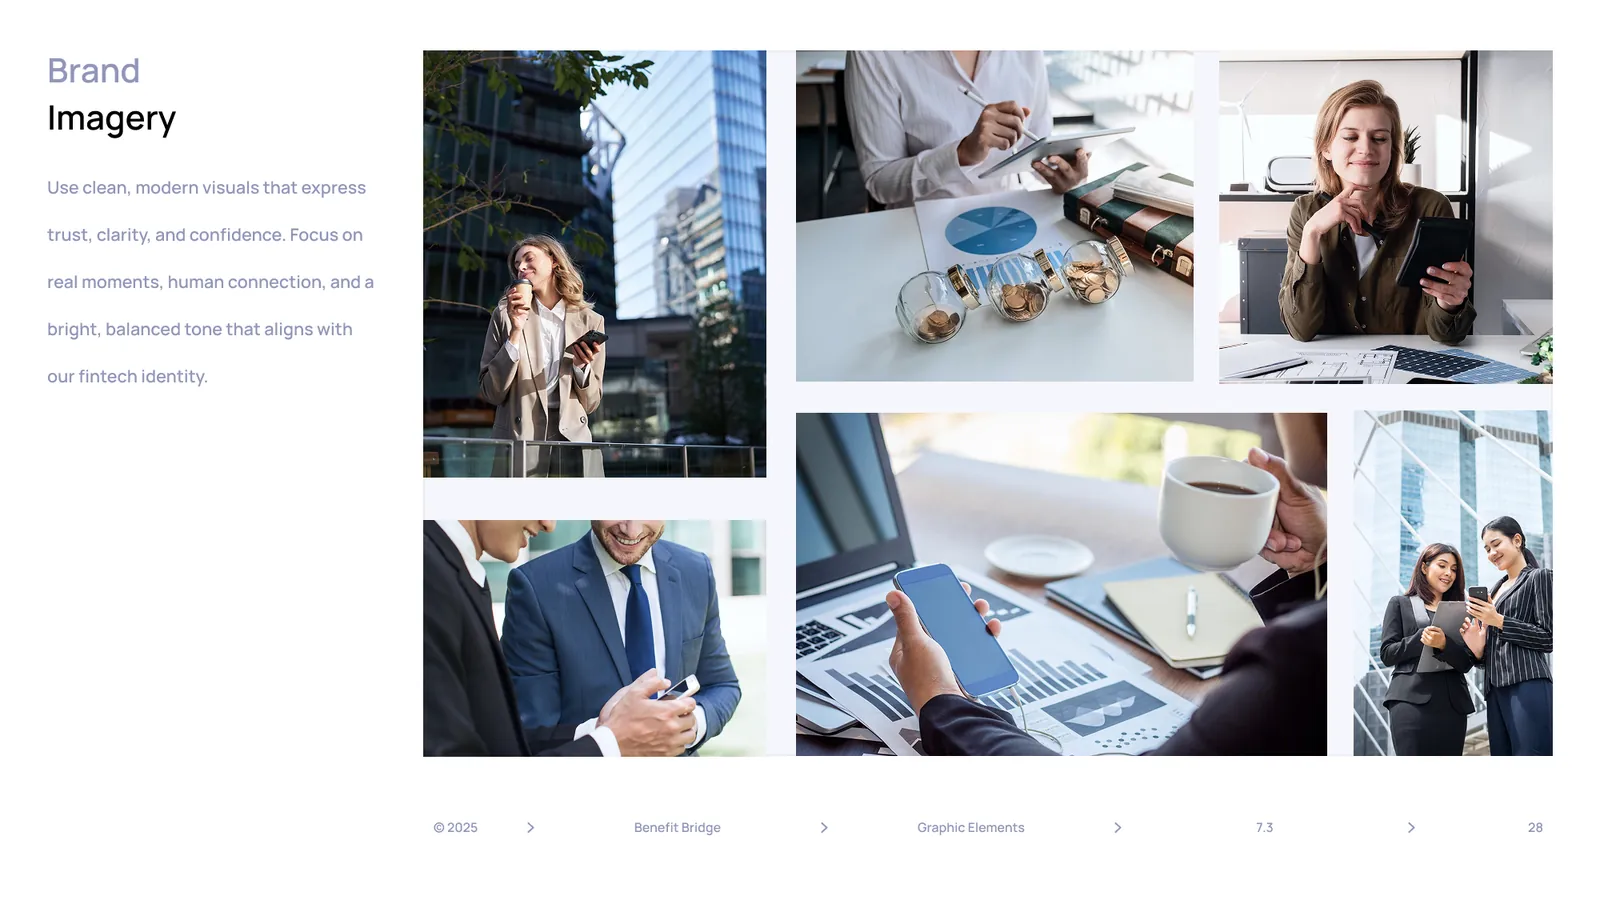 Brand
Imagery
Use clean, modern visuals that express
trust, clarity, and confidence. Focus on
real moments, human connection, and a
bright, balanced tone that aligns with
our fintech identity.
© 2025 > Benefit Bridge > Graphic Elements > 7.3 > 28